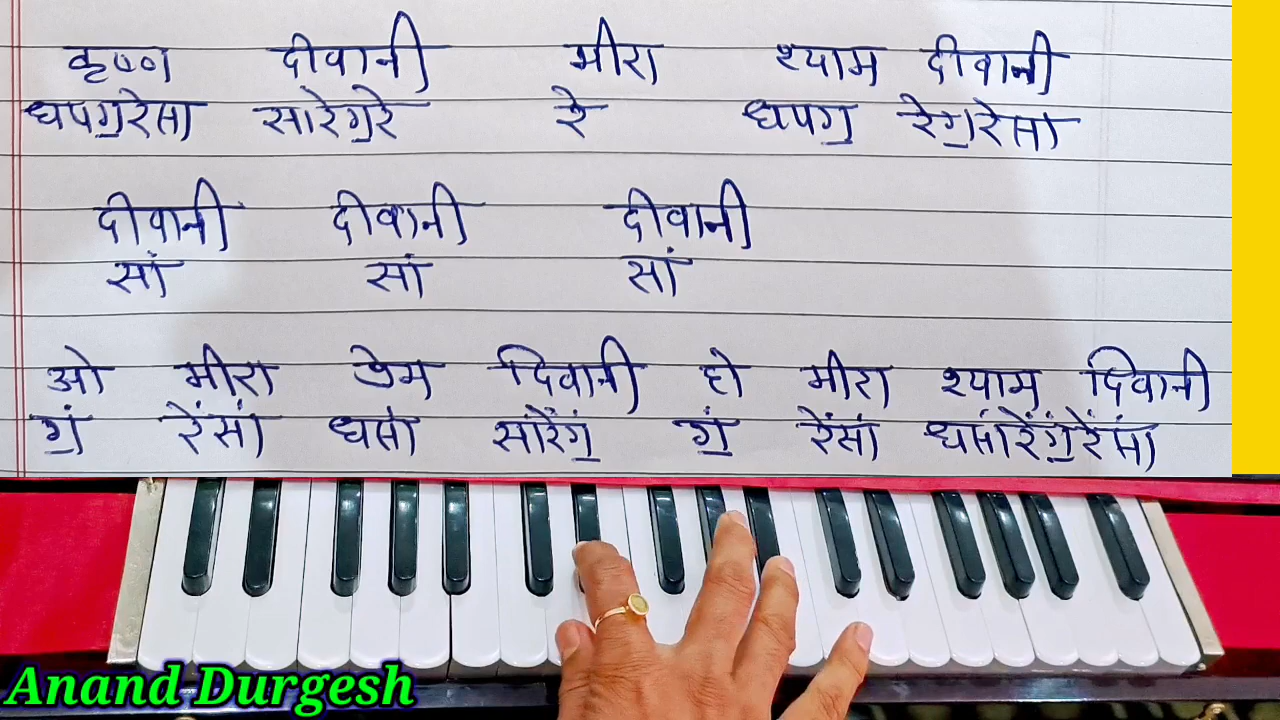 कृष्ण दीवानी मीरा श्याम दीवानी
धपग॒रेसा सारेग॒रे रे धपग॒ रेग॒रेसा
दीवानी दीवानी दीवानी
सां सां सां
ओ मीरा प्रेम दिवानी हो मीरा श्याम दिवानी
गं॒ रेंसां धसां सांरेंगं॒ गं॒ रेंसां धसांरेंगं॒रेंसां
Anand Durgesh